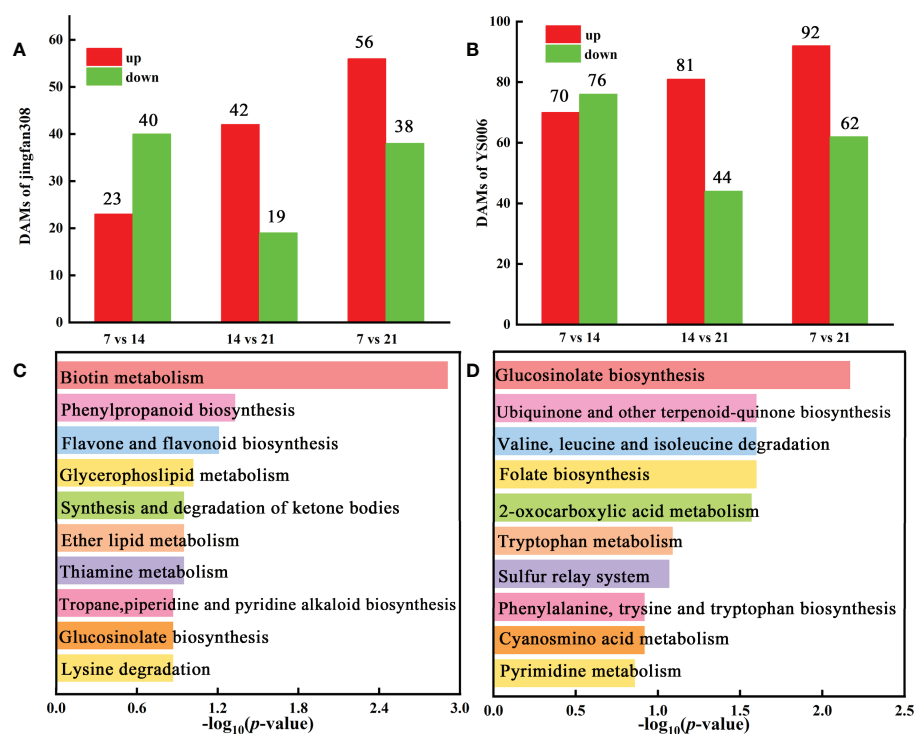 A
DAMs of jingfan308
60
50
40
30
20
10
0
up
down
23
40
42
19
56
38
7 vs 14
14 vs 21
7 vs 21
B
DAMs of YS006
100
80
60
40
20
0
up
down
70
76
81
44
92
62
7 vs 14
14 vs 21
7 vs 21
C
Biotin metabolism
Phenylpropanoid biosynthesis
Flavone and flavonoid biosynthesis
Glycerophoslipid metabolism
Synthesis and degradation of ketone bodies
Ether lipid metabolism
Thiamine metabolism
Tropane,piperidine and pyridine alkaloid biosynthesis
Glucosinolate biosynthesis
Lysine degradation
0.0 0.6 1.2 1.8 2.4 3.0
-log10(p-value)
D
Glucosinolate biosynthesis
Ubiquinone and other terpenoid-quinone biosynthesis
Valine, leucine and isoleucine degradation
Folate biosynthesis
2-oxocarboxylic acid metabolism
Tryptophan metabolism
Sulfur relay system
Phenylalanine, trysine and tryptophan biosynthesis
Cyanosmino acid metabolism
Pyrimidine metabolism
0.0 0.5 1.0 1.5 2.0 2.5
-log10(p-value)